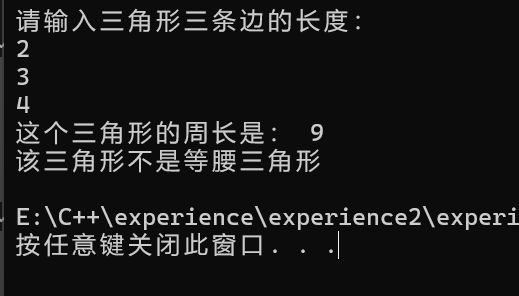 请输入三角形三条边的长度:
2
3
4
这个三角形的周长是: 9
该三角形不是等腰三角形
E:\C++\experience\experience2\experi
按任意键关闭此窗口. . .